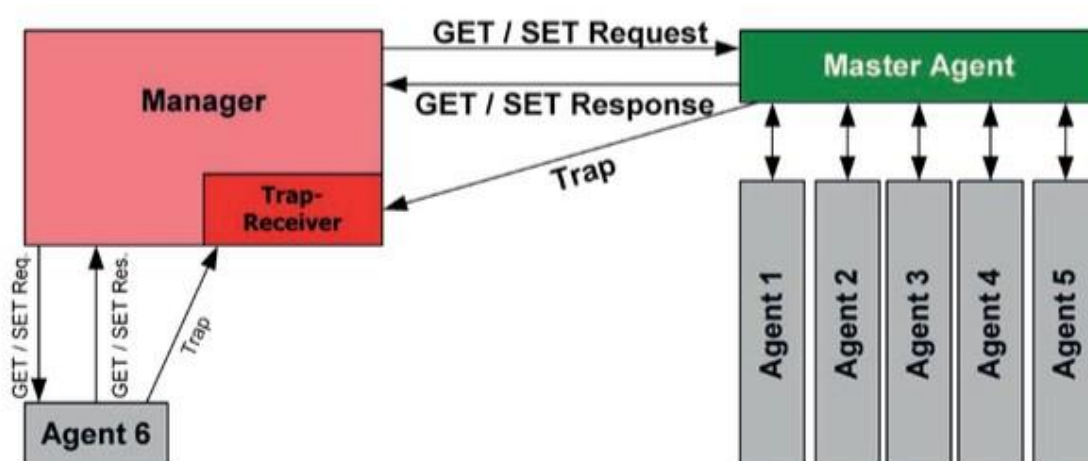 GET / SET Request
Master Agent
Manager
GET / SET Response
Trap
Trap-
Receiver
GET / SET Req.
GET / SET Res.
Trap
Agent 1
Agent 2
Agent 3
Agent 4
Agent 5
Agent 6